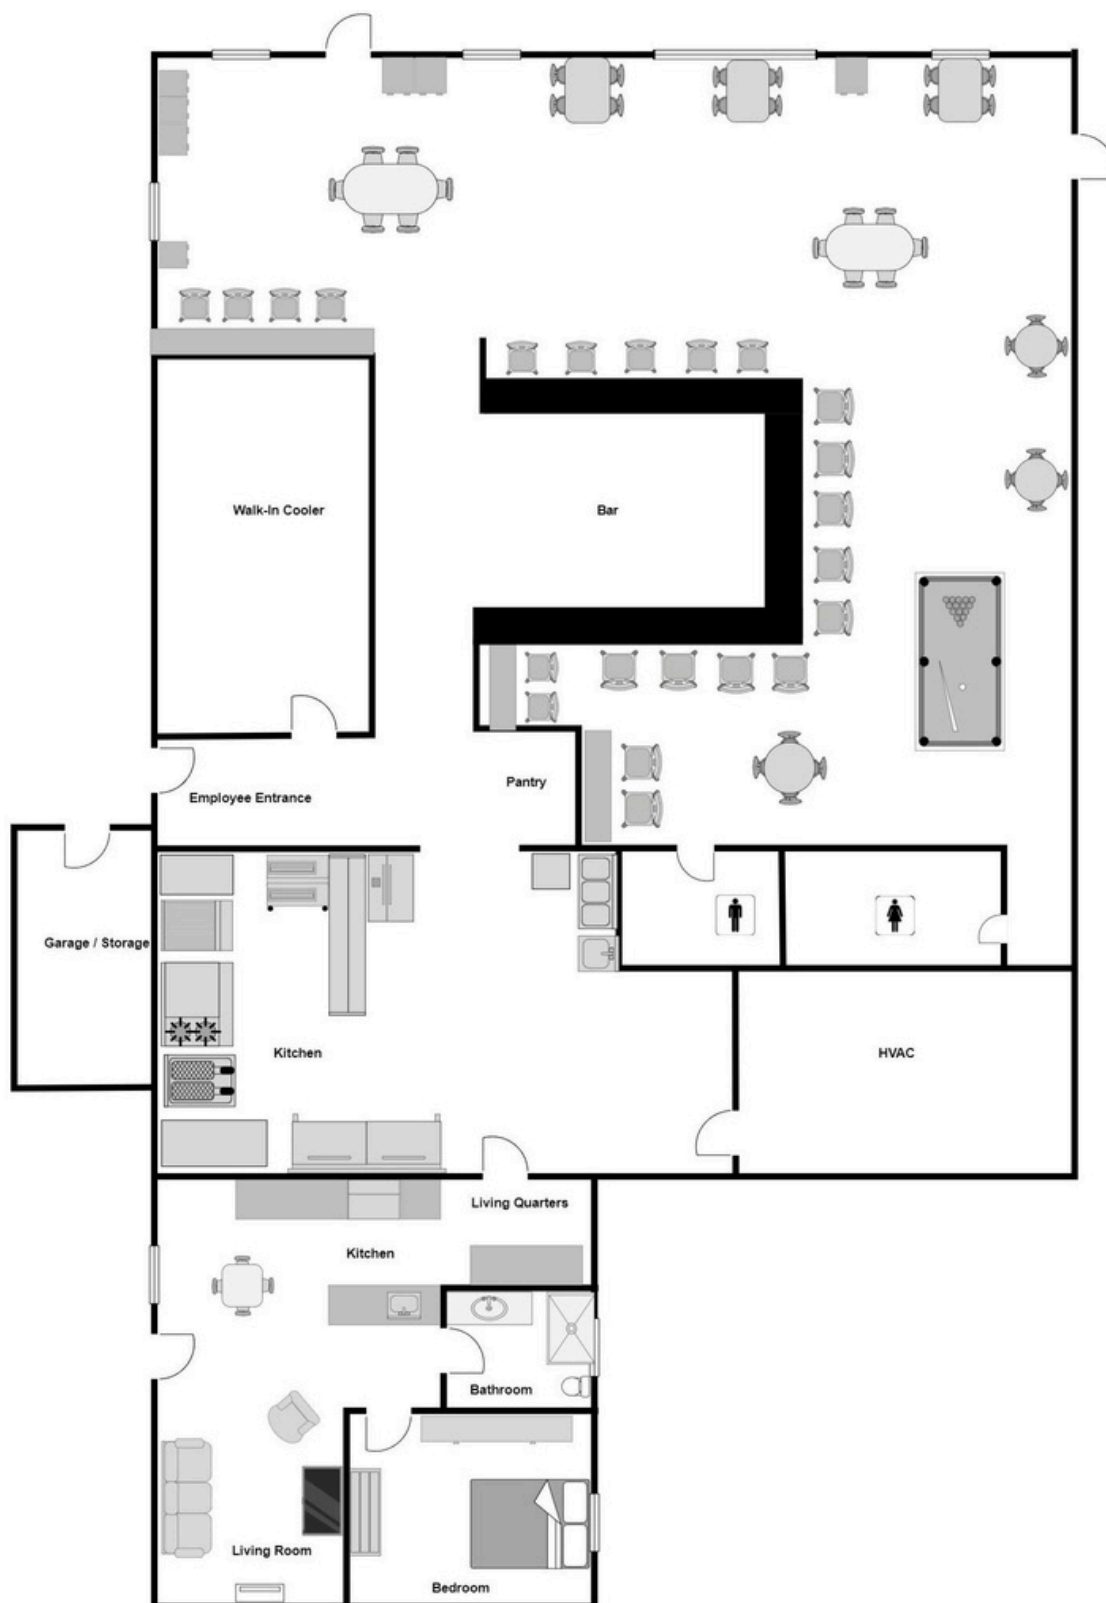 Walk-In Cooler
Bar
Employee Entrance
Pantry
Garage / Storage
Kitchen
HVAC
Living Quarters
Kitchen
Bathroom
Living Room
Bedroom